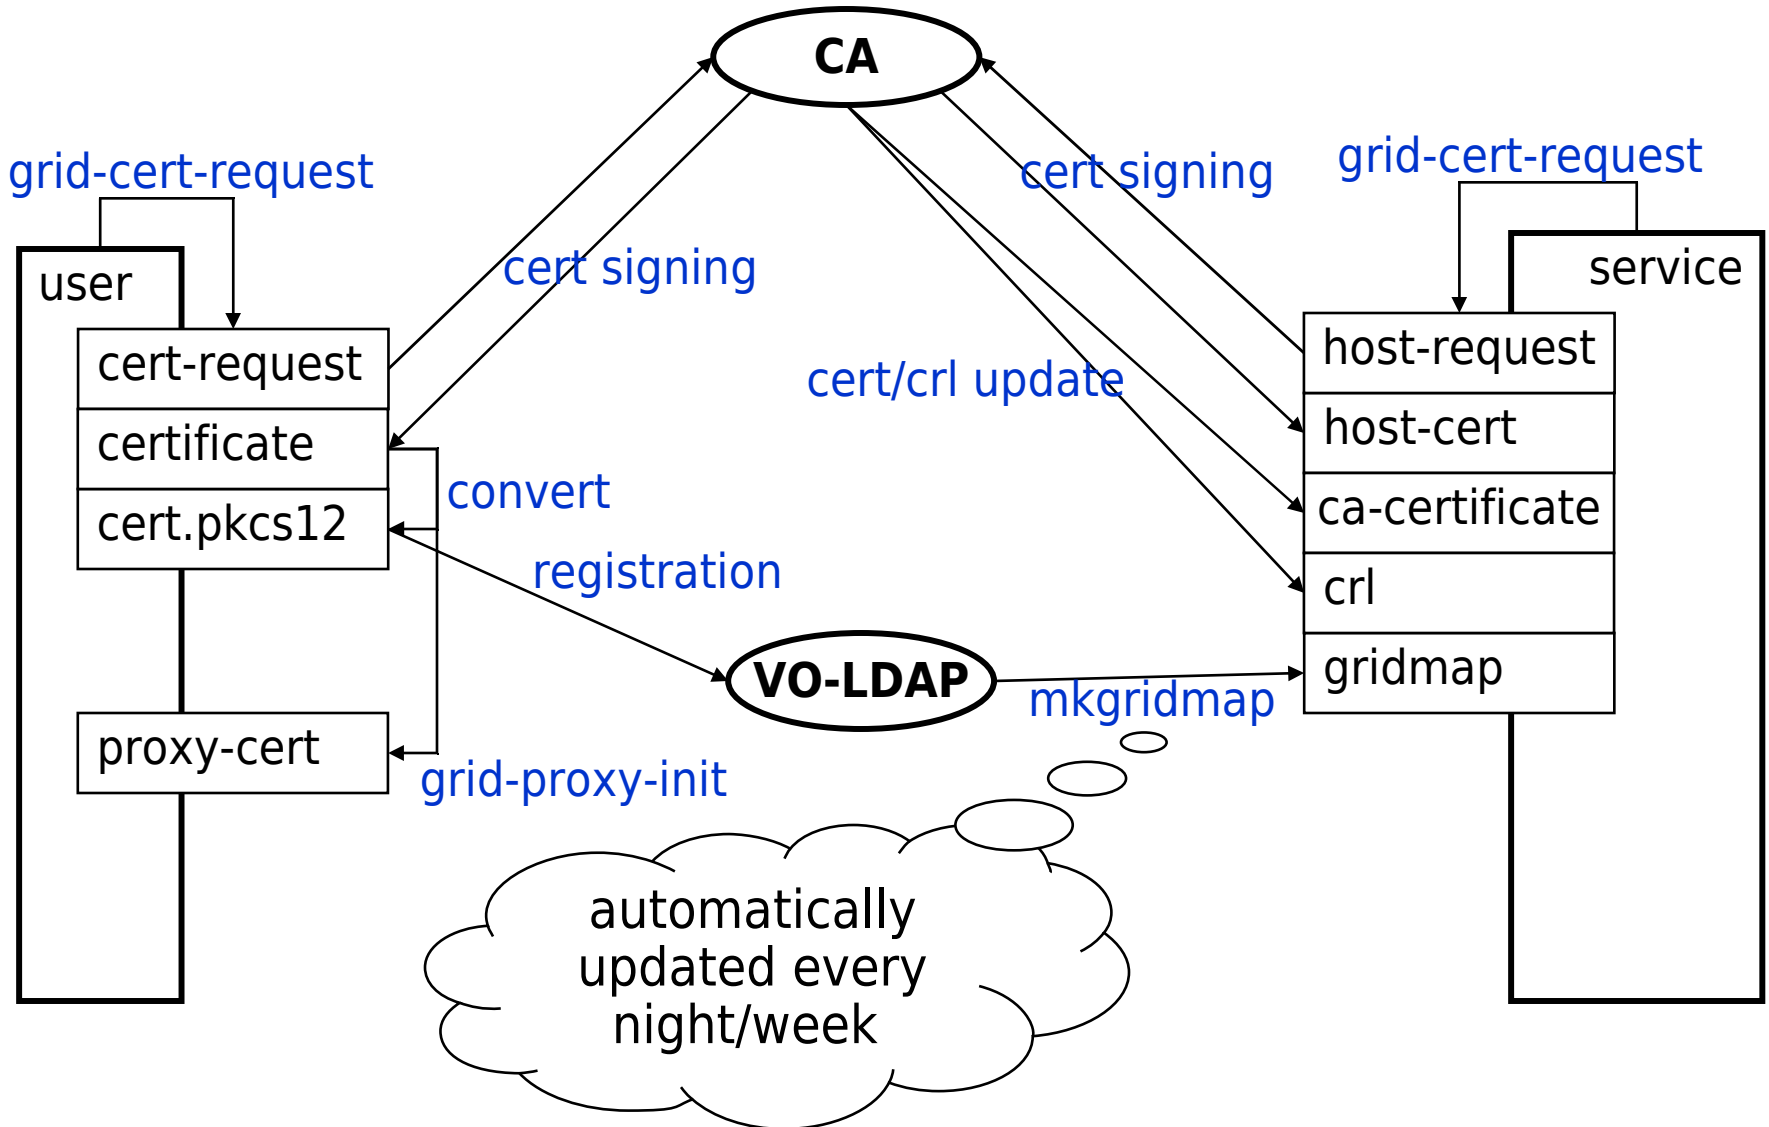 CA
grid-cert-request
cert signing
grid-cert-request
user
cert signing
service
cert-request
host-request
certificate
cert/crl update
host-cert
convert
cert.pkcs12
ca-certificate
registration
crl
VO-LDAP
gridmap
mkgridmap
proxy-cert
grid-proxy-init
automatically
updated every
night/week